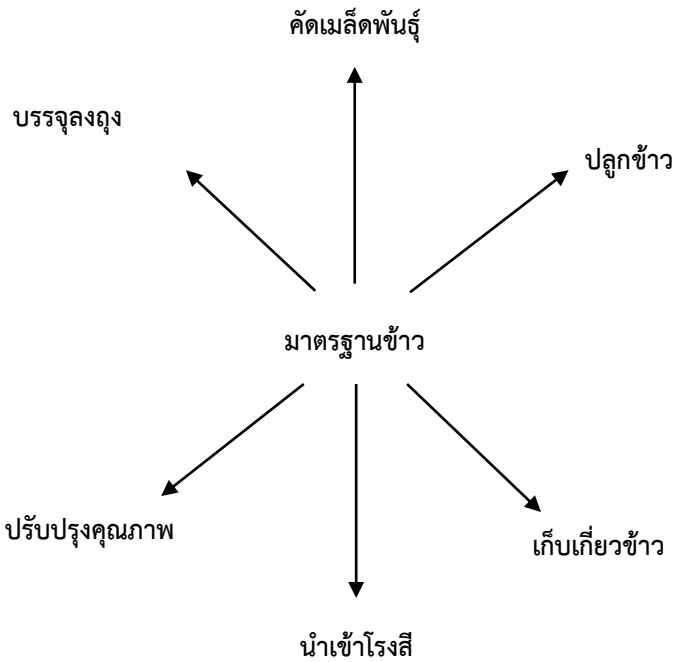 คัดเมล็ดพันธุ์
บรรจุลงถุง
ปลูกข้าว
มาตรฐานข้าว
ปรับปรุงคุณภาพ
เก็บเกี่ยวข้าว
นำเข้าโรงสี